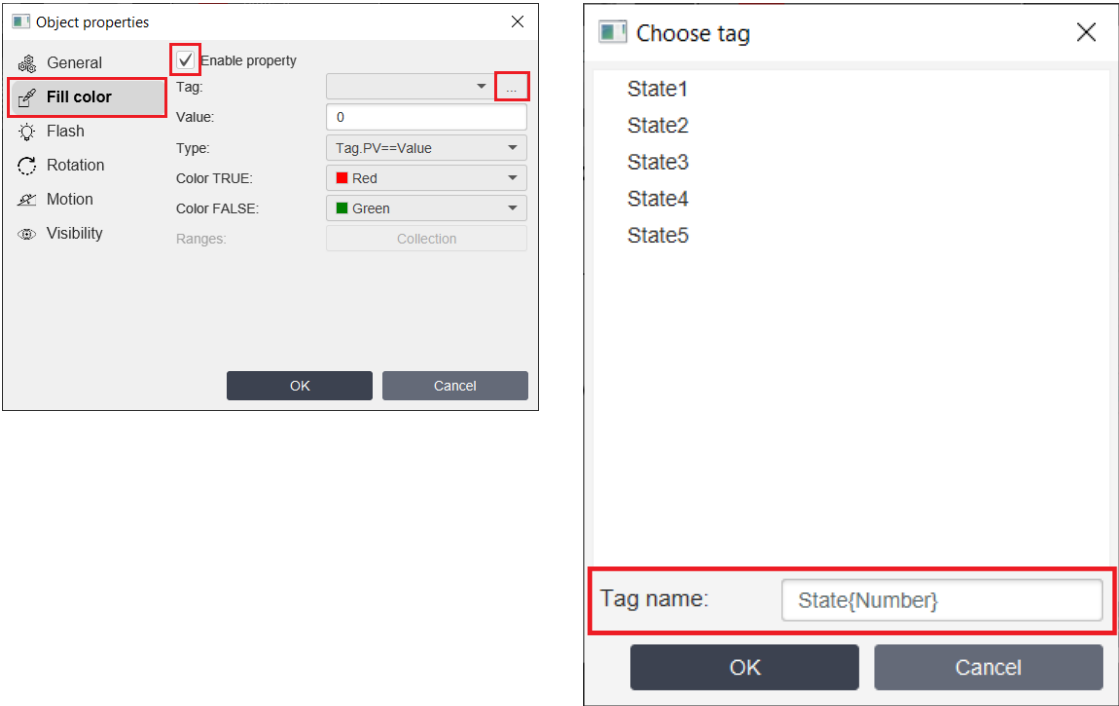 Object properties
General
Fill color
Flash
Rotation
Motion
Visibility
Enable property
Tag: ...
Value: 0
Type: Tag.PV==Value
Color TRUE: Red
Color FALSE: Green
Ranges: Collection
OK Cancel
Choose tag
State1
State2
State3
State4
State5
Tag name: State{Number}
OK Cancel